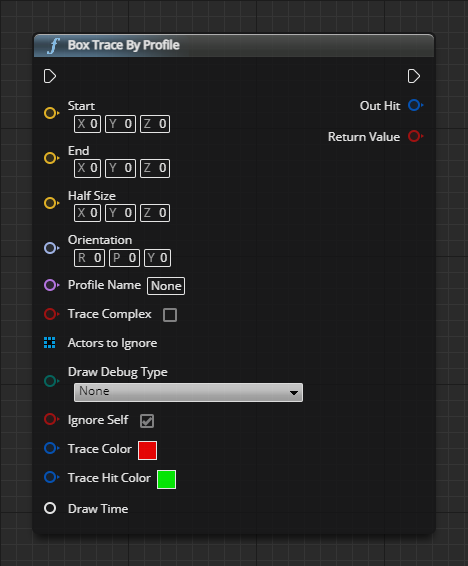 f Box Trace By Profile
Start
Out Hit
X 0 Y 0 Z 0
Return Value
End
X 0 Y 0 Z 0
Half Size
X 0 Y 0 Z 0
Orientation
R 0 P 0 Y 0
Profile Name None
Trace Complex
Actors to Ignore
Draw Debug Type
None
Ignore Self
Trace Color
Trace Hit Color
Draw Time